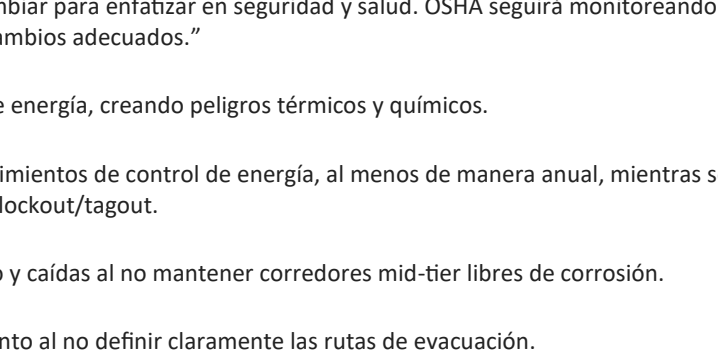 mbiar para enfatizar en seguridad y salud. OSHA seguirá monitoreando
ambios adecuados.”
e energía, creando peligros térmicos y químicos.
imientos de control de energía, al menos de manera anual, mientras s
lockout/tagout.
o y caídas al no mantener corredores mid-tier libres de corrosión.
nto al no definir claramente las rutas de evacuación.